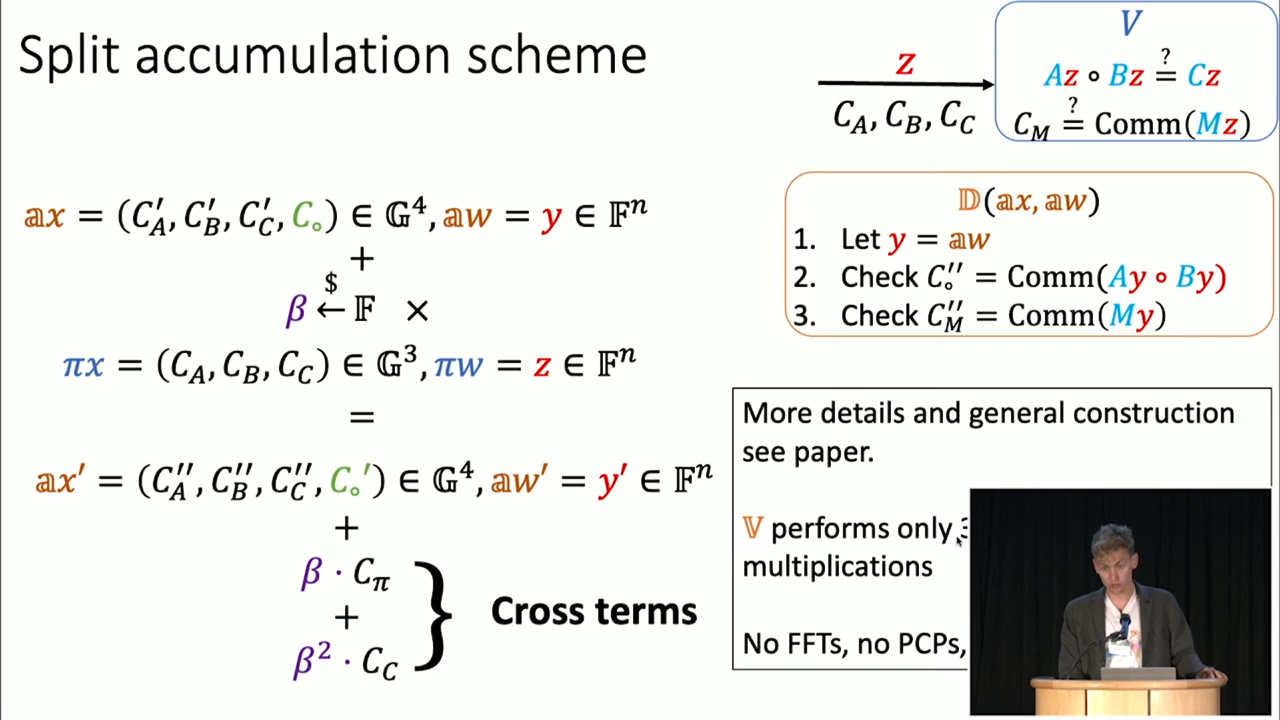 Split accumulation scheme
z
C_A, C_B, C_C
V
Az ∘ Bz ≟ Cz
C_M ≟ Comm(Mz)
𝕒x = (C′_A, C′_B, C′_C, C_∘) ∈ 𝔾⁴, 𝕒w = y ∈ 𝔽ⁿ
+
β ←$ 𝔽 ×
πx = (C_A, C_B, C_C) ∈ 𝔾³, πw = z ∈ 𝔽ⁿ
=
𝕒x′ = (C″_A, C″_B, C″_C, C_∘′) ∈ 𝔾⁴, 𝕒w′ = y′ ∈ 𝔽ⁿ
+
β · C_π
+
β² · C_C
Cross terms
𝔻(𝕒x, 𝕒w)
1. Let y = 𝕒w
2. Check C″_∘ = Comm(Ay ∘ By)
3. Check C″_M = Comm(My)
More details and general construction
see paper.
𝕍 performs only
multiplications
No FFTs, no PCPs,